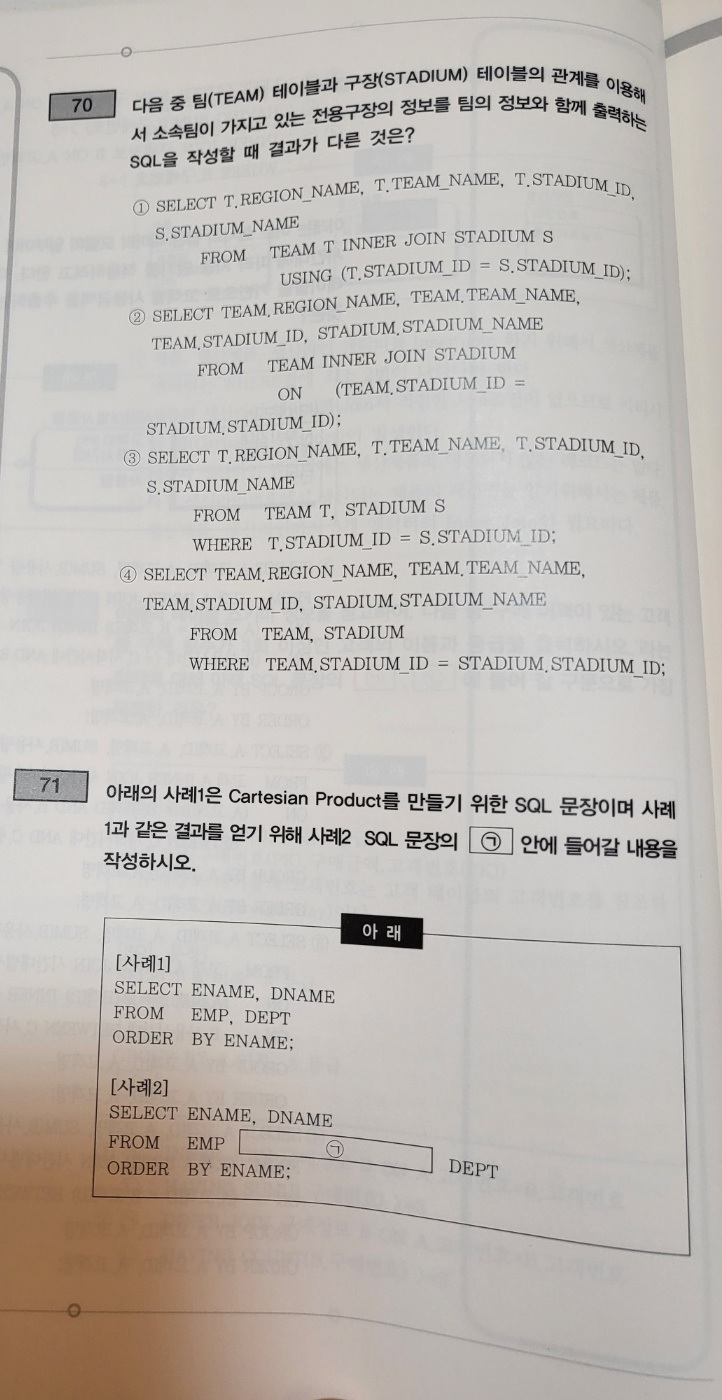 70
다음 중 팀(TEAM) 테이블과 구장(STADIUM) 테이블의 관계를 이용해
서 소속팀이 가지고 있는 전용구장의 정보를 팀의 정보와 함께 출력하는
SQL을 작성할 때 결과가 다른 것은?
① SELECT T.REGION_NAME, T.TEAM_NAME, T.STADIUM_ID,
S.STADIUM_NAME
FROM TEAM T INNER JOIN STADIUM S
USING (T.STADIUM_ID = S.STADIUM_ID);
② SELECT TEAM.REGION_NAME, TEAM.TEAM_NAME,
TEAM.STADIUM_ID, STADIUM.STADIUM_NAME
FROM TEAM INNER JOIN STADIUM
ON (TEAM.STADIUM_ID =
STADIUM.STADIUM_ID);
③ SELECT T.REGION_NAME, T.TEAM_NAME, T.STADIUM_ID,
S.STADIUM_NAME
FROM TEAM T, STADIUM S
WHERE T.STADIUM_ID = S.STADIUM_ID;
④ SELECT TEAM.REGION_NAME, TEAM.TEAM_NAME,
TEAM.STADIUM_ID, STADIUM.STADIUM_NAME
FROM TEAM, STADIUM
WHERE TEAM.STADIUM_ID = STADIUM.STADIUM_ID;
71
아래의 사례1은 Cartesian Product를 만들기 위한 SQL 문장이며 사례
1과 같은 결과를 얻기 위해 사례2 SQL 문장의 ㉠ 안에 들어갈 내용을
작성하시오.
아 래
[사례1]
SELECT ENAME, DNAME
FROM EMP, DEPT
ORDER BY ENAME;
[사례2]
SELECT ENAME, DNAME
FROM EMP ㉠ DEPT
ORDER BY ENAME;